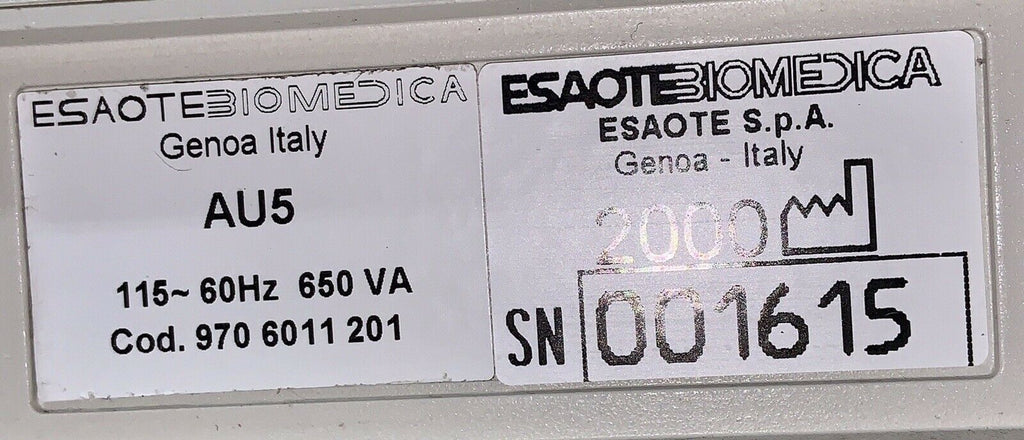 ESAOTEBIOMEDICA
Genoa Italy
AU5
115~ 60Hz 650 VA
Cod. 970 6011 201
ESAOTEBIOMEDICA
ESAOTE S.p.A.
Genoa - Italy
2000
SN 001615